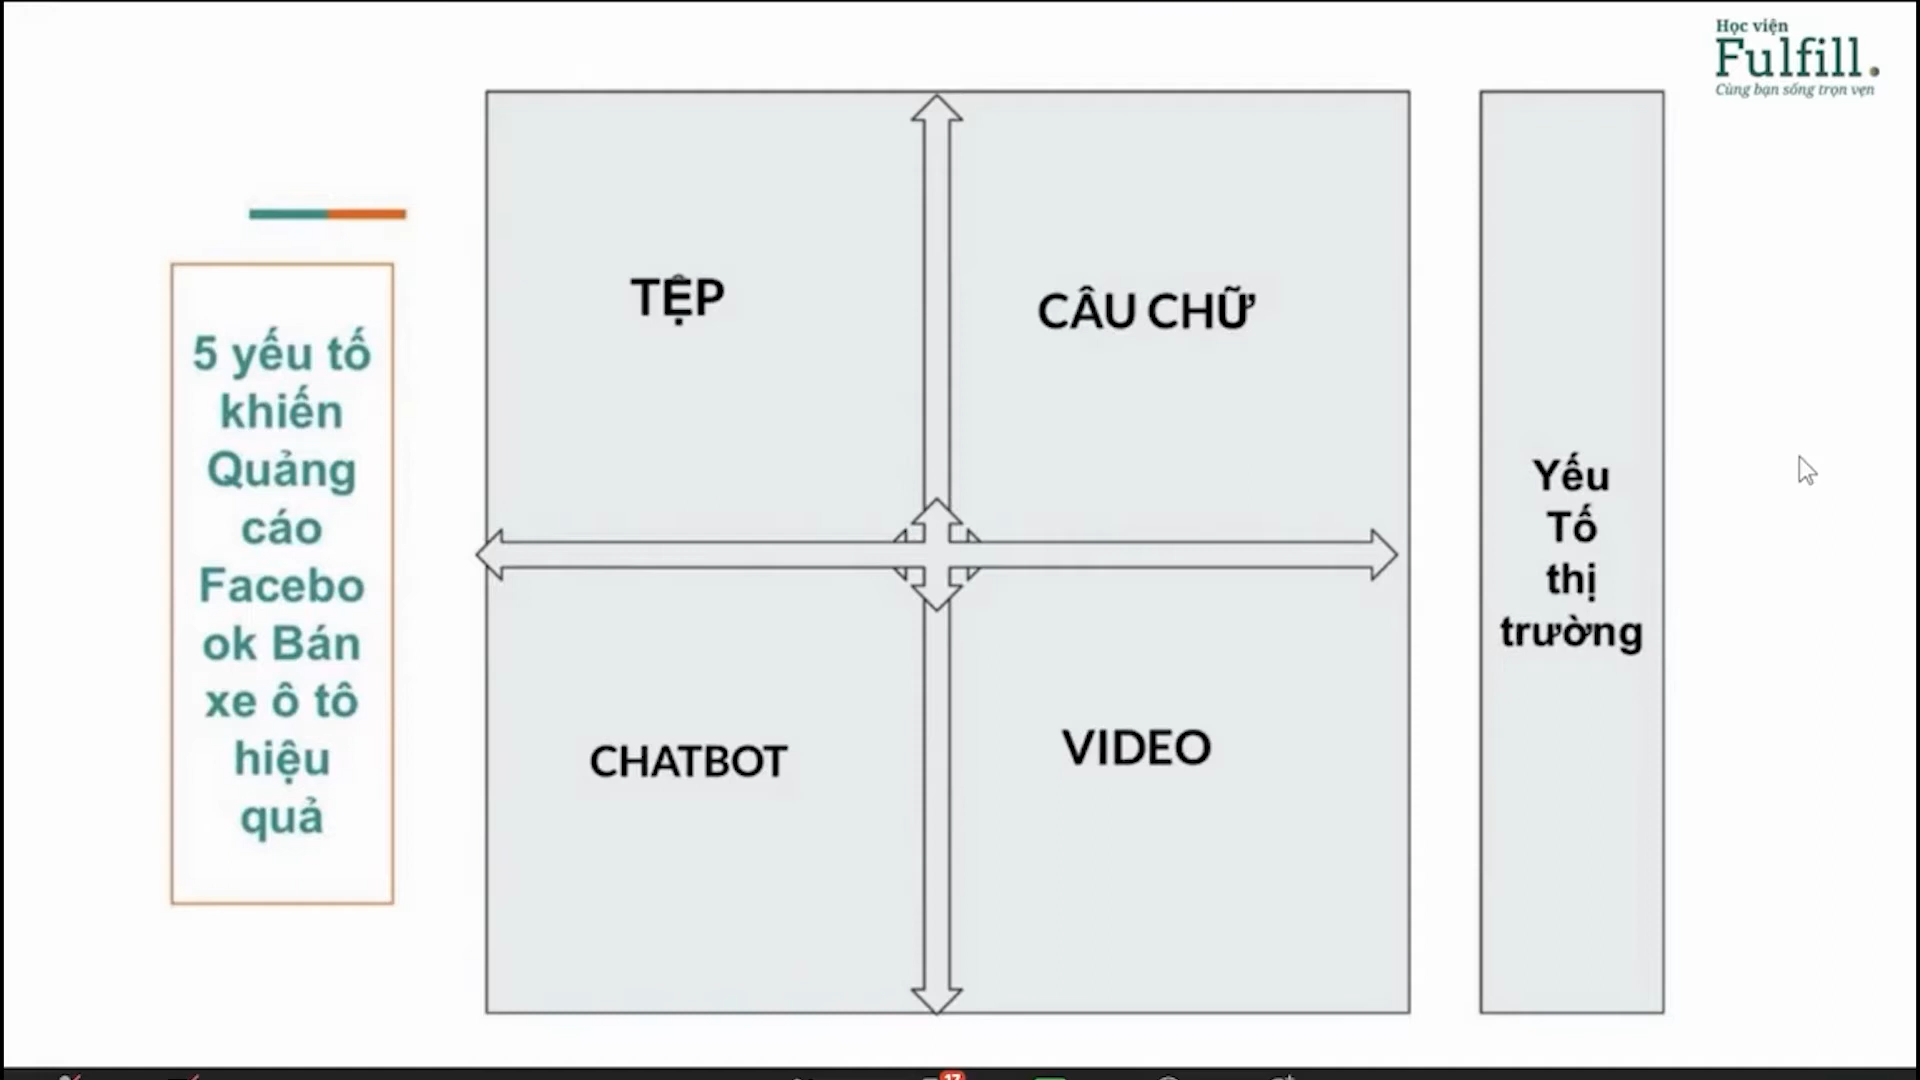 Học viện
Fulfill.
Cùng bạn sống trọn vẹn
5 yếu tố
khiến
Quảng
cáo
Facebo
ok Bán
xe ô tô
hiệu
quả
TỆP
CÂU CHỮ
CHATBOT
VIDEO
Yếu
Tố
thị
trường
17